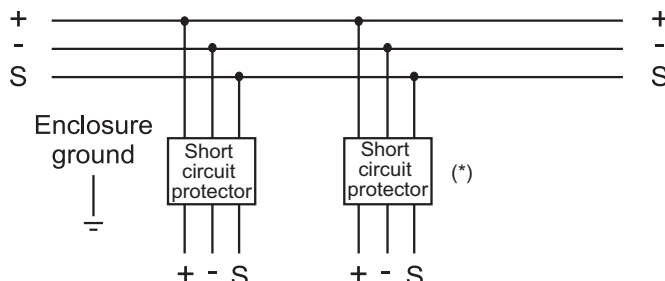 + +
- -
S S
Enclosure
ground
Short
circuit
protector
Short
circuit
protector
(*)
+ - S
+ - S